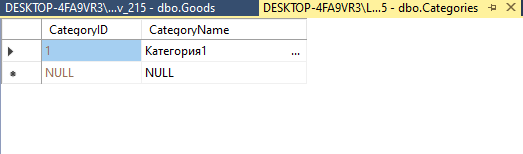 DESKTOP-4FA9VR3\...v_215 - dbo.Goods
DESKTOP-4FA9VR3\L...5 - dbo.Categories
CategoryID CategoryName
1 Категория1 ...
NULL NULL